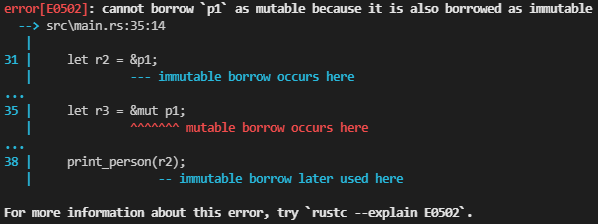 error[E0502]: cannot borrow `p1` as mutable because it is also borrowed as immutable
  --> src\main.rs:35:14
   |
31 |     let r2 = &p1;
   |              --- immutable borrow occurs here
...
35 |     let r3 = &mut p1;
   |              ^^^^^^^ mutable borrow occurs here
...
38 |     print_person(r2);
   |                  -- immutable borrow later used here

For more information about this error, try `rustc --explain E0502`.